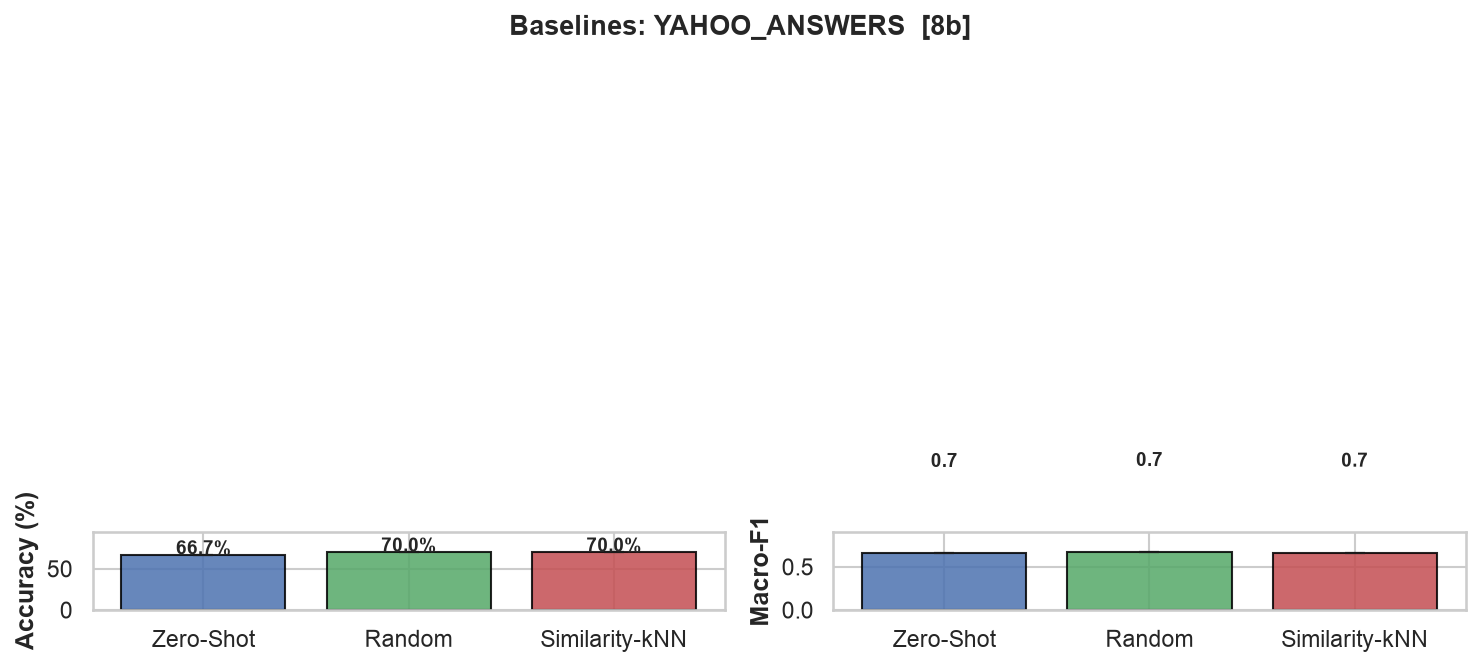 Baselines: YAHOO_ANSWERS [8b]
Accuracy (%)
50
0
66.7%
70.0%
70.0%
Zero-Shot
Random
Similarity-kNN
Macro-F1
0.5
0.0
0.7
0.7
0.7
Zero-Shot
Random
Similarity-kNN